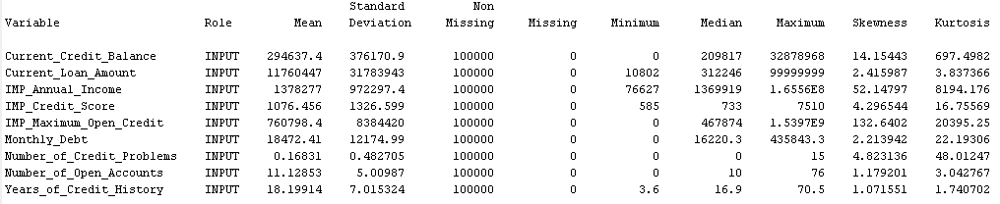 Standard Non
Variable Role Mean Deviation Missing Missing Minimum Median Maximum Skewness Kurtosis
Current_Credit_Balance INPUT 294637.4 376170.9 100000 0 0 209817 32878968 14.15443 697.4982
Current_Loan_Amount INPUT 11760447 31783943 100000 0 10802 312246 99999999 2.415987 3.837366
IMP_Annual_Income INPUT 1378277 972297.4 100000 0 76627 1369919 1.6556E8 52.14797 8194.176
IMP_Credit_Score INPUT 1076.456 1326.599 100000 0 585 733 7510 4.296544 16.75569
IMP_Maximum_Open_Credit INPUT 760798.4 8384420 100000 0 0 467874 1.5397E9 132.6402 20395.25
Monthly_Debt INPUT 18472.41 12174.99 100000 0 0 16220.3 435843.3 2.213942 22.19306
Number_of_Credit_Problems INPUT 0.16831 0.482705 100000 0 0 0 15 4.823136 48.01247
Number_of_Open_Accounts INPUT 11.12853 5.00987 100000 0 0 10 76 1.179201 3.042767
Years_of_Credit_History INPUT 18.19914 7.015324 100000 0 3.6 16.9 70.5 1.071551 1.740702